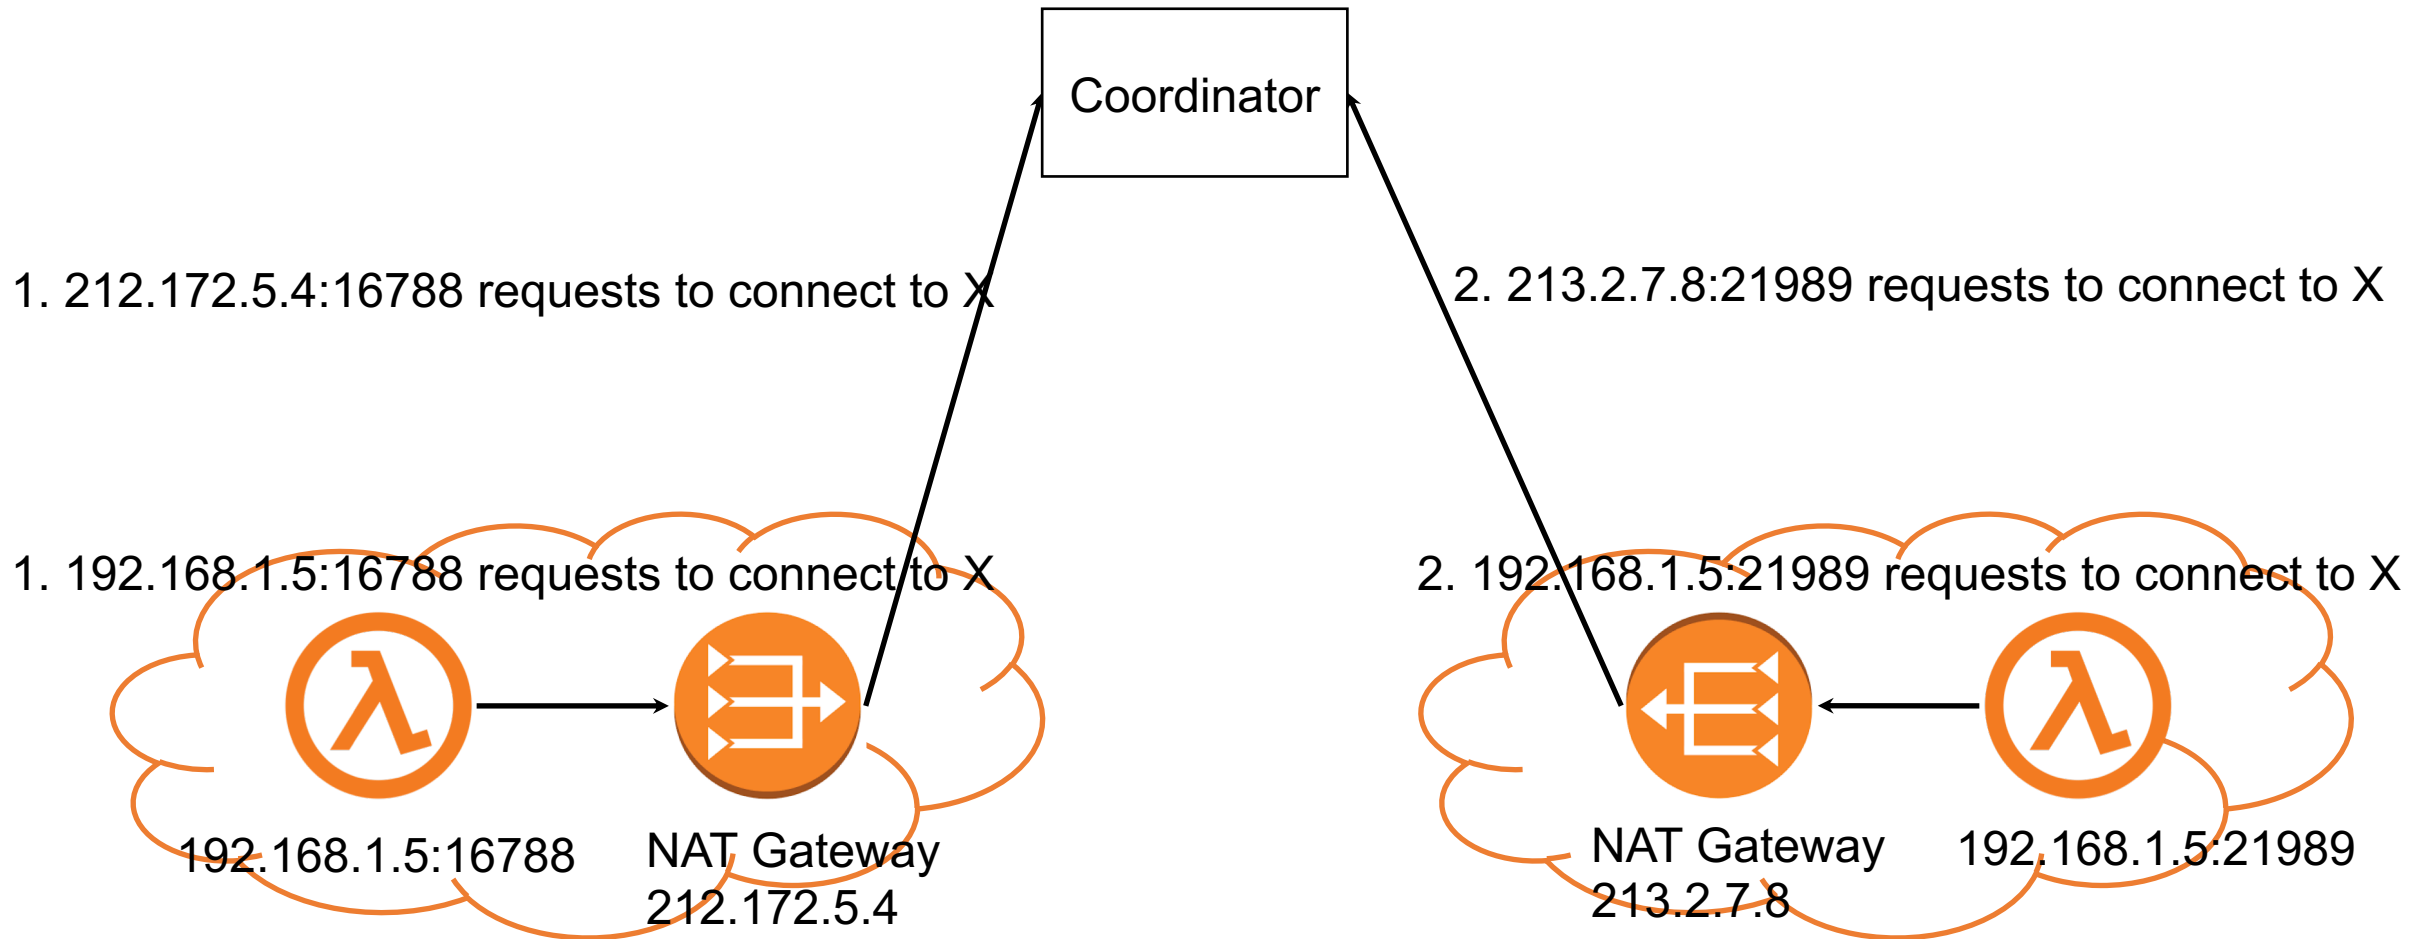 Coordinator
1. 212.172.5.4:16788 requests to connect to X
2. 213.2.7.8:21989 requests to connect to X
1. 192.168.1.5:16788 requests to connect to X
2. 192.168.1.5:21989 requests to connect to X
192.168.1.5:16788
NAT Gateway
212.172.5.4
NAT Gateway
213.2.7.8
192.168.1.5:21989